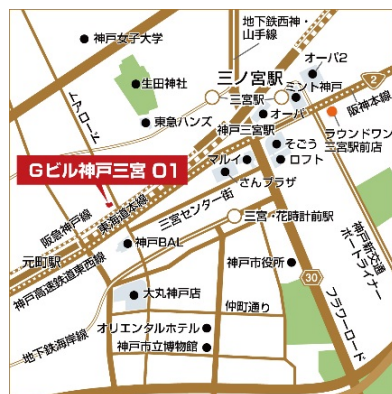 地下鉄西神・
山手線
神戸女子大学
オーパ2
三ノ宮駅
生田神社
ミント神戸
三宮駅
2
阪神本線
トアロード
オーパ
東急ハンズ
神戸三宮駅
そごう
ラウンドワン
三宮駅前店
マルイ
ロフト
Gビル神戸三宮 01
さんプラザ
三宮センター街
阪急神戸線
東海道本線
三宮・花時計前駅
元町駅
神戸BAL
神戸高速鉄道東西線
神戸新交通
ポートライナー
神戸市役所
30
大丸神戸店
仲町通り
フラワーロード
オリエンタルホテル
地下鉄海岸線
神戸市立博物館